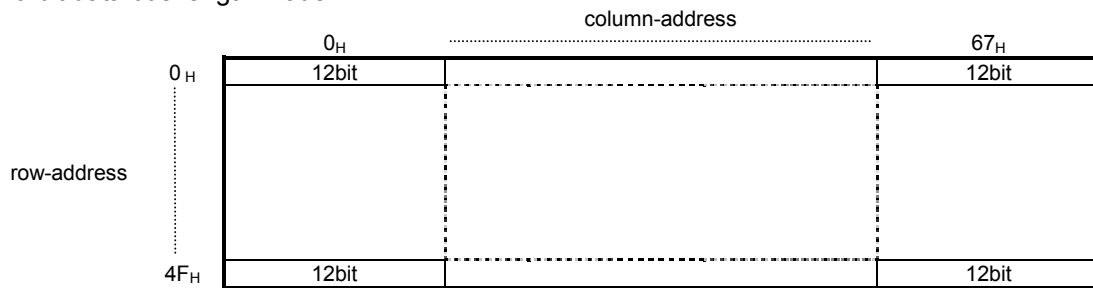 column-address
0H 67H
0 H 12bit 12bit
row-address
4FH 12bit 12bit